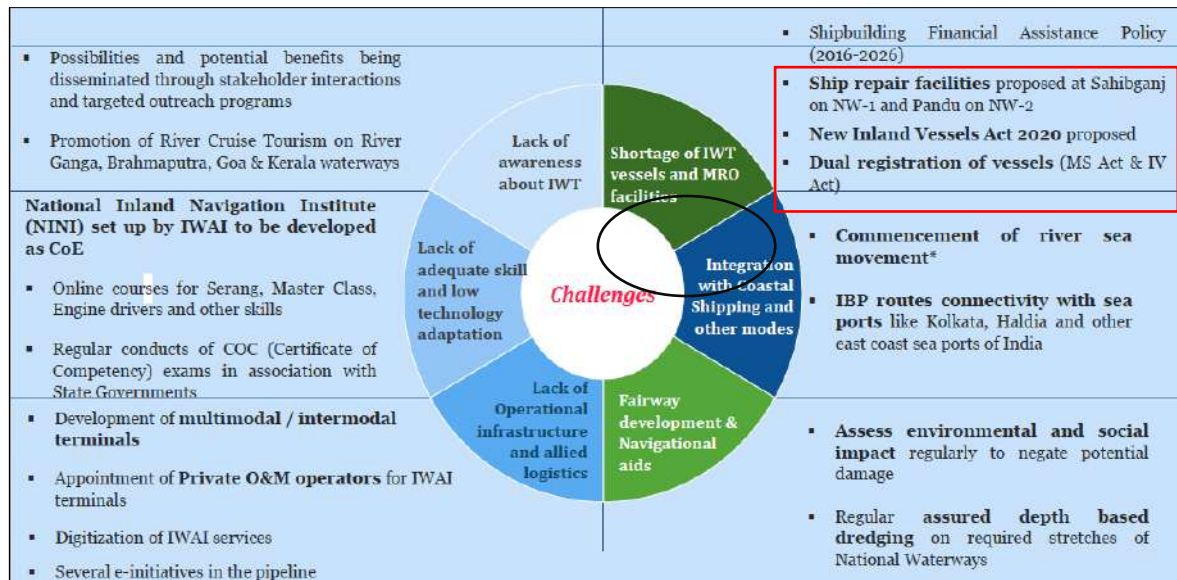 ▪ Possibilities and potential benefits being
disseminated through stakeholder interactions
and targeted outreach programs
▪ Promotion of River Cruise Tourism on River
Ganga, Brahmaputra, Goa & Kerala waterways
National Inland Navigation Institute
(NINI) set up by IWAI to be developed
as CoE
▪ Online courses for Serang, Master Class,
Engine drivers and other skills
▪ Regular conducts of COC (Certificate of
Competency) exams in association with
State Governments
▪ Development of multimodal / intermodal
terminals
▪ Appointment of Private O&M operators for IWAI
terminals
▪ Digitization of IWAI services
▪ Several e-initiatives in the pipeline
Lack of
awareness
about IWT
Shortage of IWT
vessels and MRO
facilities
Lack of
adequate skill
and low
technology
adaptation
Challenges
Integration
with Coastal
Shipping and
other modes
Lack of
Operational
infrastructure
and allied
logistics
Fairway
development &
Navigational
aids
▪ Shipbuilding Financial Assistance Policy
(2016-2026)
▪ Ship repair facilities proposed at Sahibganj
on NW-1 and Pandu on NW-2
▪ New Inland Vessels Act 2020 proposed
▪ Dual registration of vessels (MS Act & IV
Act)
▪ Commencement of river sea
movement*
▪ IBP routes connectivity with sea
ports like Kolkata, Haldia and other
east coast sea ports of India
▪ Assess environmental and social
impact regularly to negate potential
damage
▪ Regular assured depth based
dredging on required stretches of
National Waterways